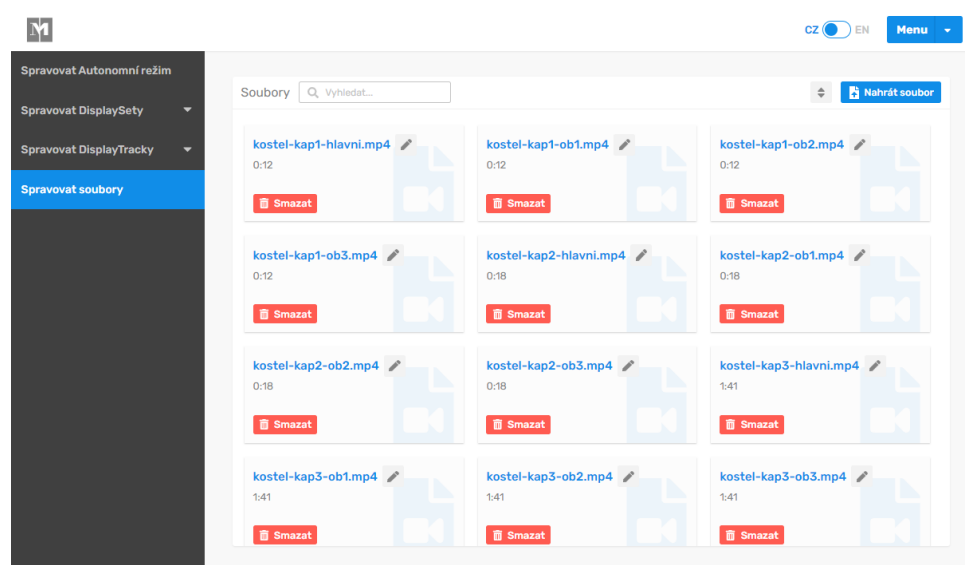 M
CZ EN Menu
Spravovat Autonomní režim
Spravovat DisplaySety
Spravovat DisplayTracky
Spravovat soubory
Soubory Vyhledat... Nahrát soubor
kostel-kap1-hlavni.mp4
0:12
Smazat
kostel-kap1-ob1.mp4
0:12
Smazat
kostel-kap1-ob2.mp4
0:12
Smazat
kostel-kap1-ob3.mp4
0:12
Smazat
kostel-kap2-hlavni.mp4
0:18
Smazat
kostel-kap2-ob1.mp4
0:18
Smazat
kostel-kap2-ob2.mp4
0:18
Smazat
kostel-kap2-ob3.mp4
0:18
Smazat
kostel-kap3-hlavni.mp4
1:41
Smazat
kostel-kap3-ob1.mp4
1:41
Smazat
kostel-kap3-ob2.mp4
1:41
Smazat
kostel-kap3-ob3.mp4
1:41
Smazat